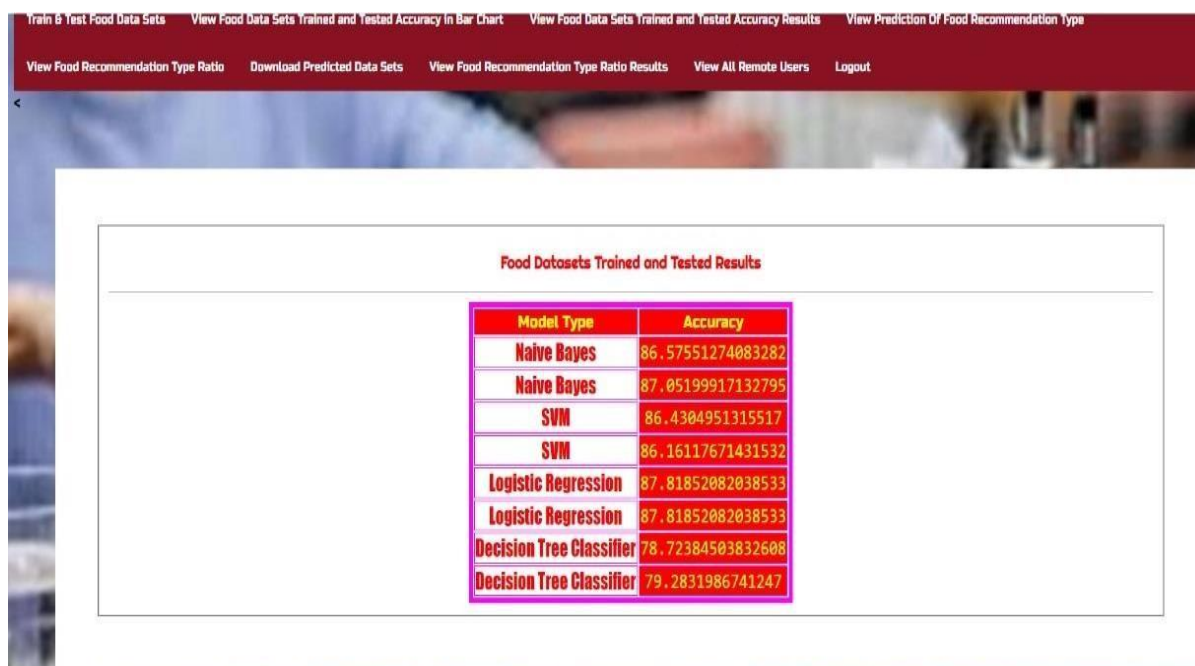 Train & Test Food Data Sets View Food Data Sets Trained and Tested Accuracy in Bar Chart View Food Data Sets Trained and Tested Accuracy Results View Prediction Of Food Recommendation Type
View Food Recommendation Type Ratio Download Predicted Data Sets View Food Recommendation Type Ratio Results View All Remote Users Logout
<
Food Datasets Trained and Tested Results
Model Type Accuracy
Naive Bayes 86.57551274083282
Naive Bayes 87.05199917132795
SVM 86.4304951315517
SVM 86.16117671431532
Logistic Regression 87.81852082038533
Logistic Regression 87.81852082038533
Decision Tree Classifier 78.72384503832608
Decision Tree Classifier 79.2831986741247